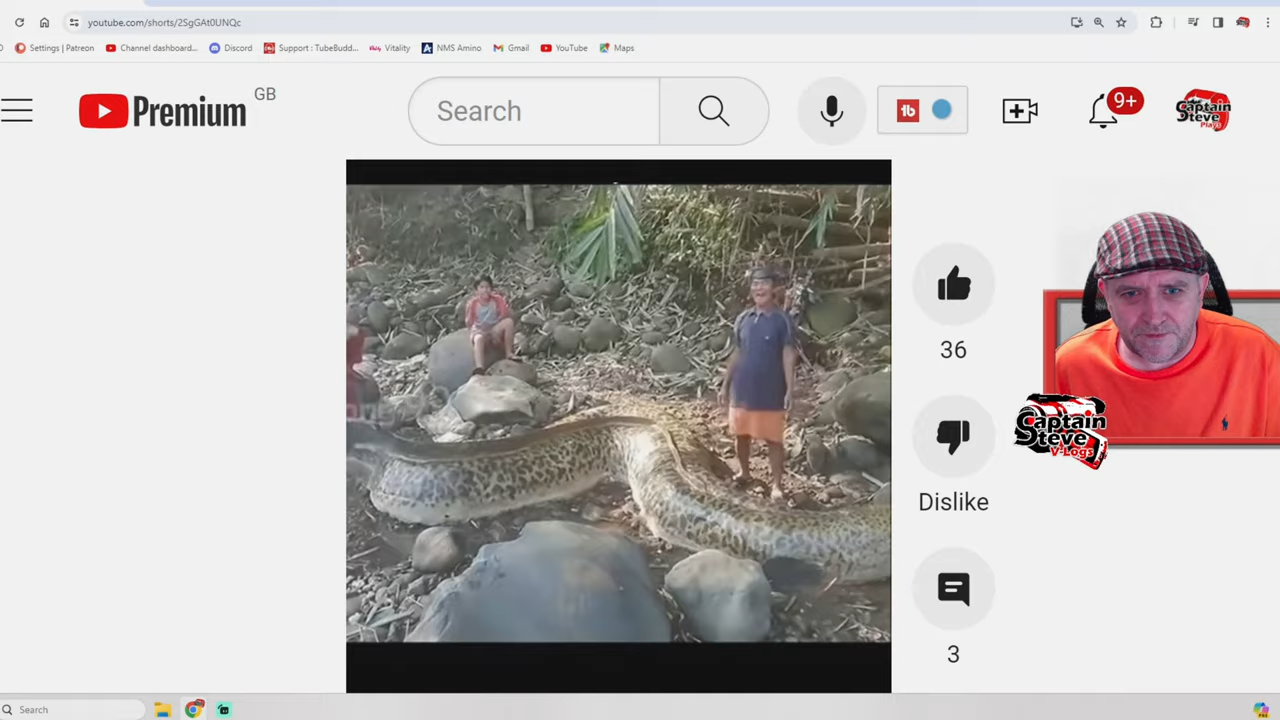 youtube.com/shorts/2SgGAt0UNQc
Settings | Patreon
Channel dashboard...
Discord
Support : TubeBudd...
Vitality
NMS Amino
Gmail
YouTube
Maps
Premium
GB
Search
9+
Captain
Steve
Plays
36
Dislike
3
Captain
Steve
V-Logs
Search